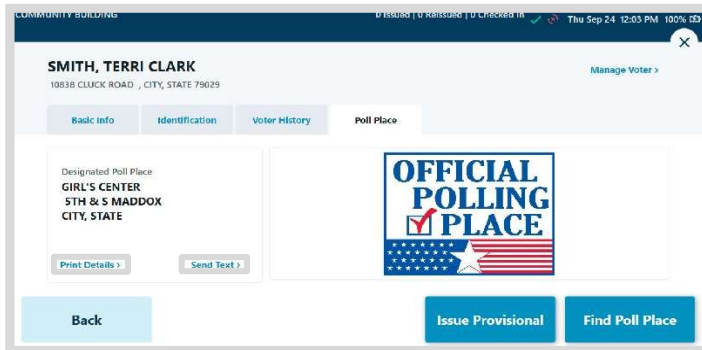 COMMUNITY BUILDING
0 Issued | 0 Reissued | 0 Checked In
Thu Sep 24 12:03 PM 100%
SMITH, TERRI CLARK
Manage Voter >
10838 CLUCK ROAD , CITY, STATE 79029
Basic Info Identification Voter History Poll Place
Designated Poll Place
GIRL'S CENTER
5TH & S MADDOX
CITY, STATE
Print Details > Send Text >
OFFICIAL
POLLING
PLACE
Back Issue Provisional Find Poll Place